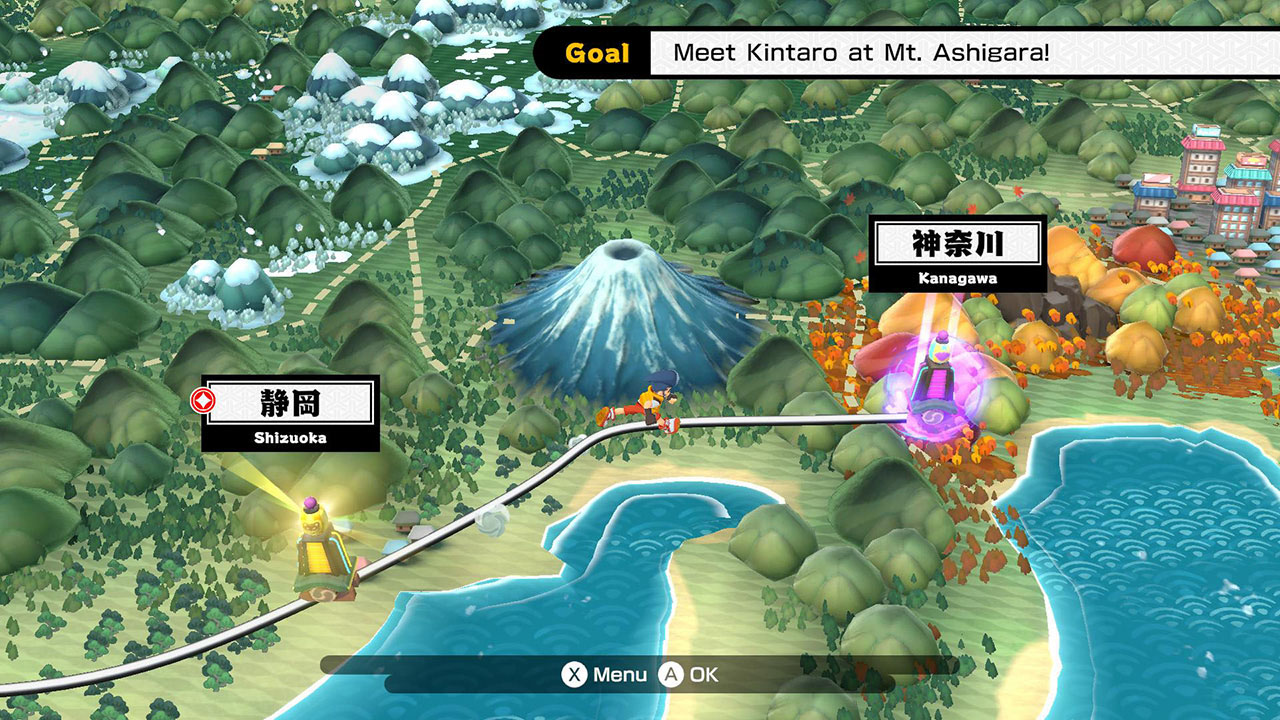 Goal Meet Kintaro at Mt. Ashigara!
神奈川
Kanagawa
静岡
Shizuoka
X Menu A OK